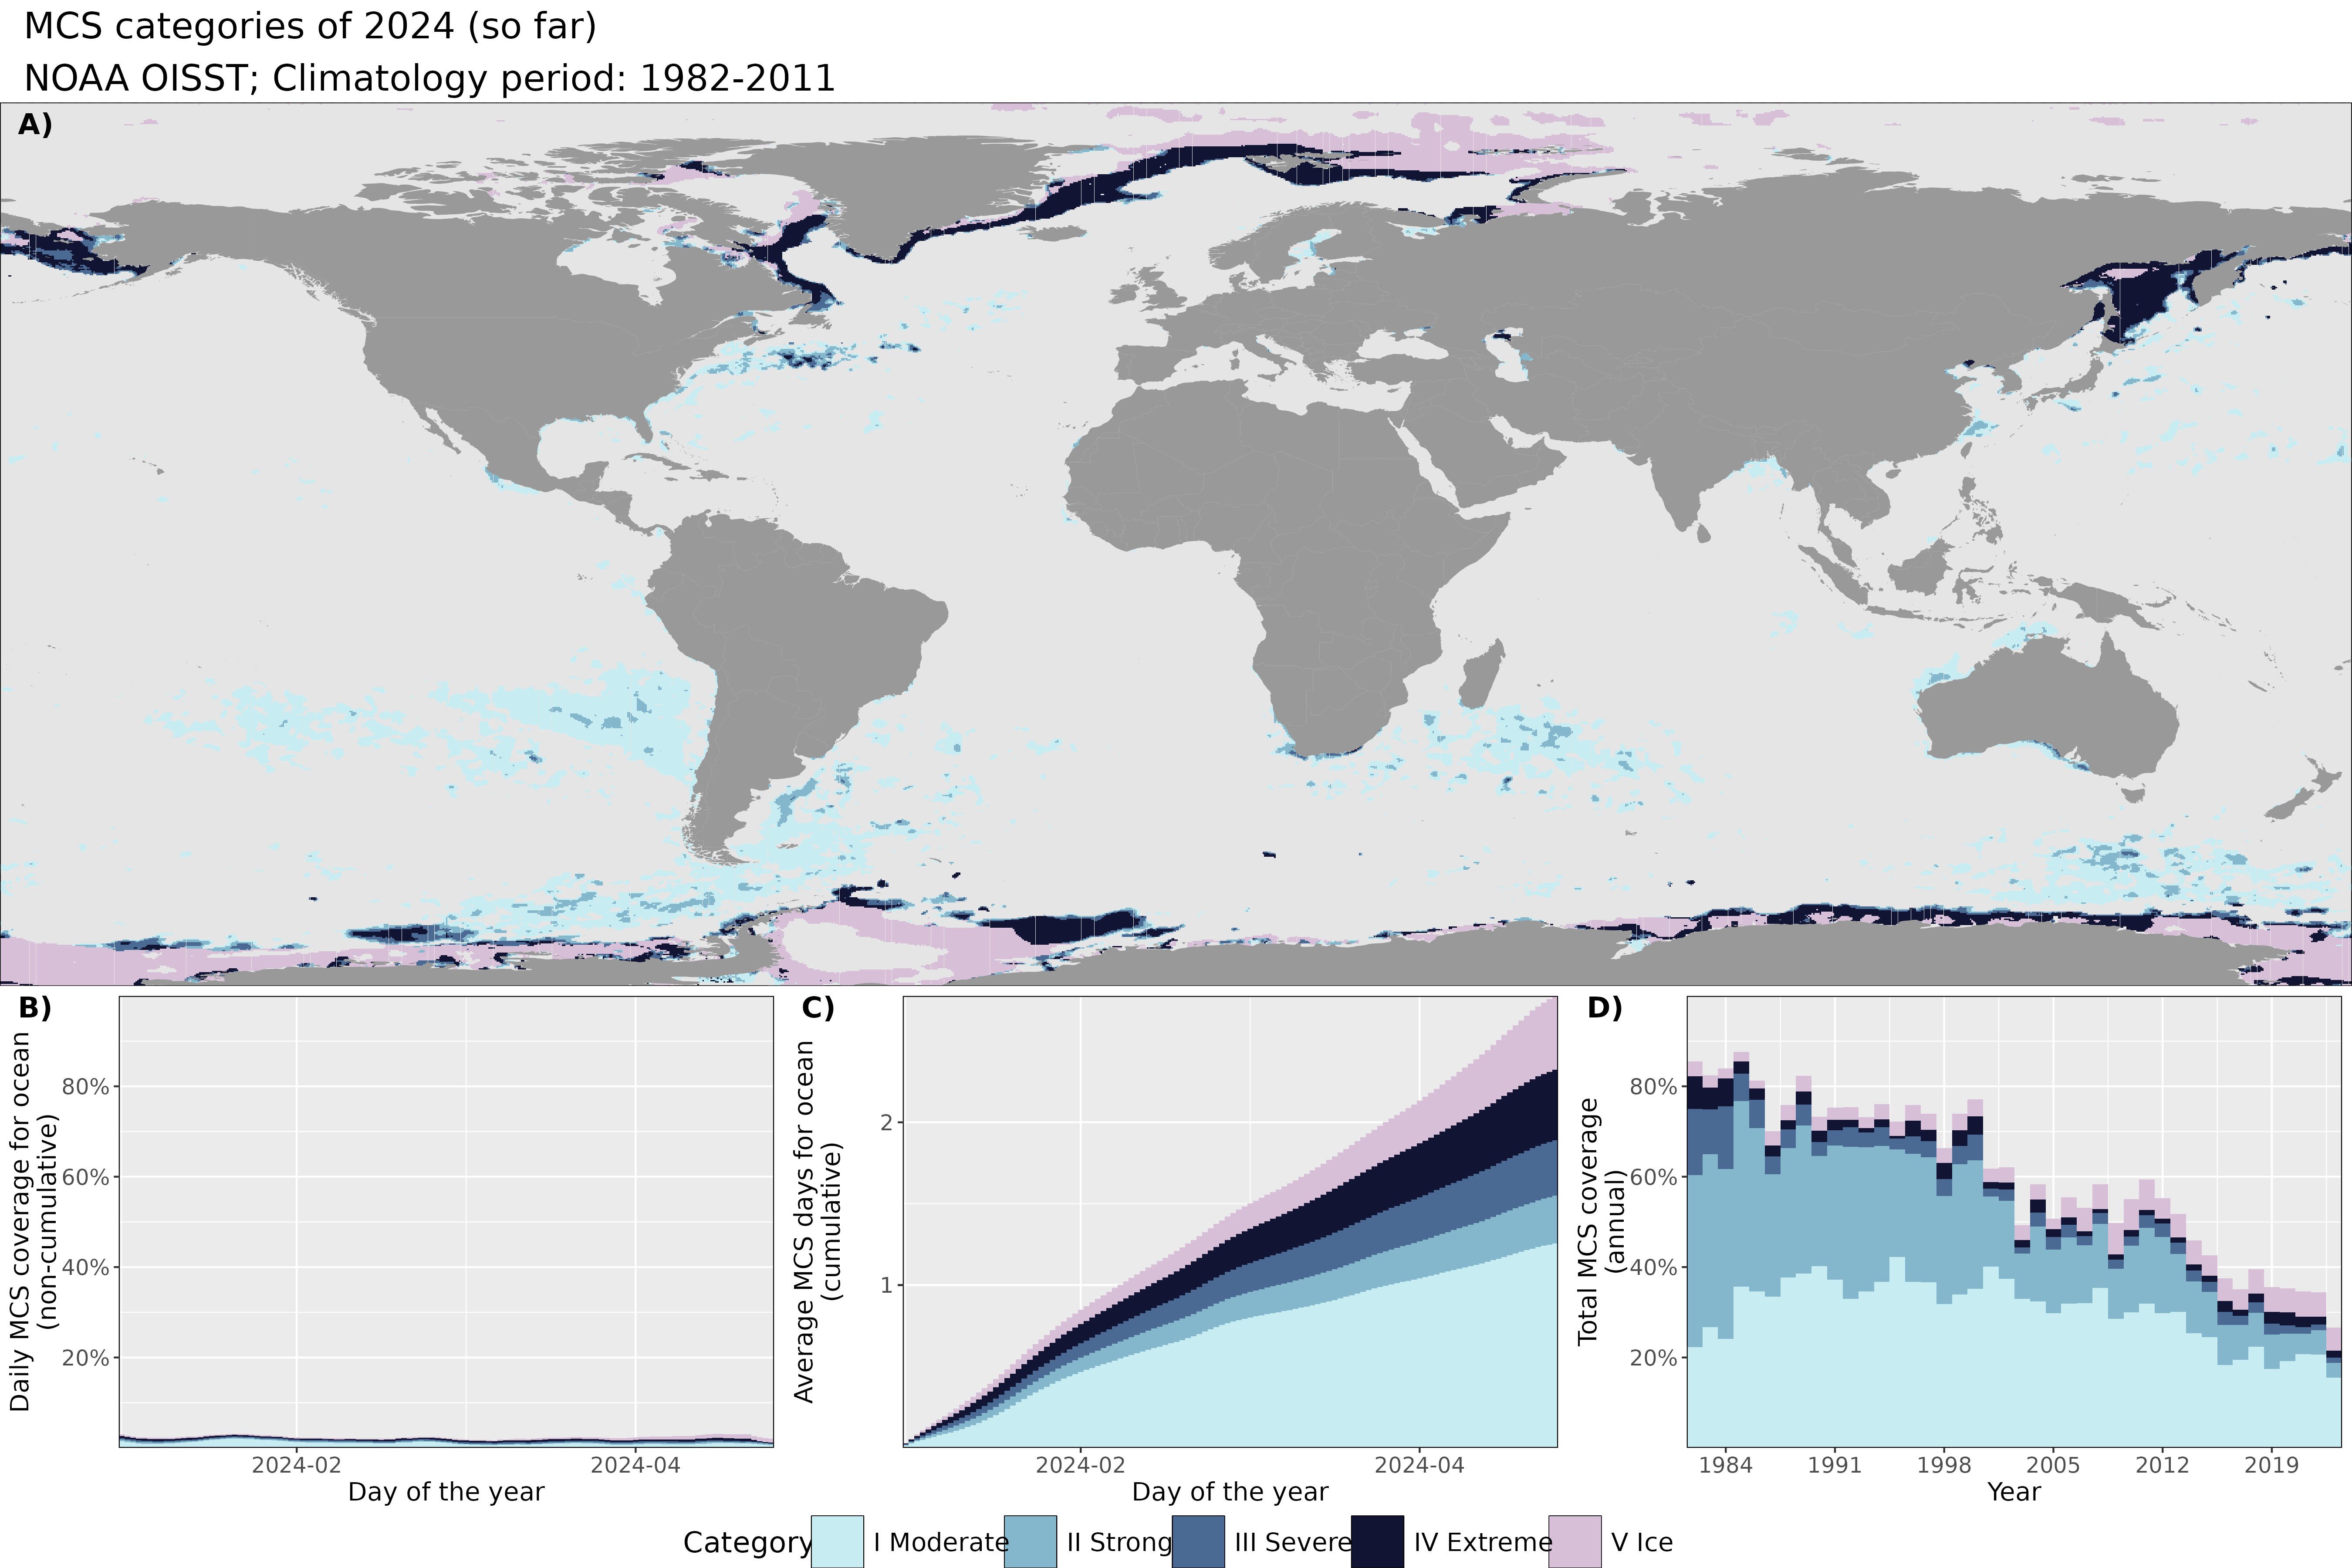 MCS categories of 2024 (so far)
NOAA OISST; Climatology period: 1982-2011
A)
B)
Daily MCS coverage for ocean
(non-cumulative)
80%
60%
40%
20%
2024-02
2024-04
Day of the year
C)
Average MCS days for ocean
(cumulative)
2
1
2024-02
2024-04
Day of the year
D)
Total MCS coverage
(annual)
80%
60%
40%
20%
1984
1991
1998
2005
2012
2019
Year
Category
I Moderate
II Strong
III Severe
IV Extreme
V Ice